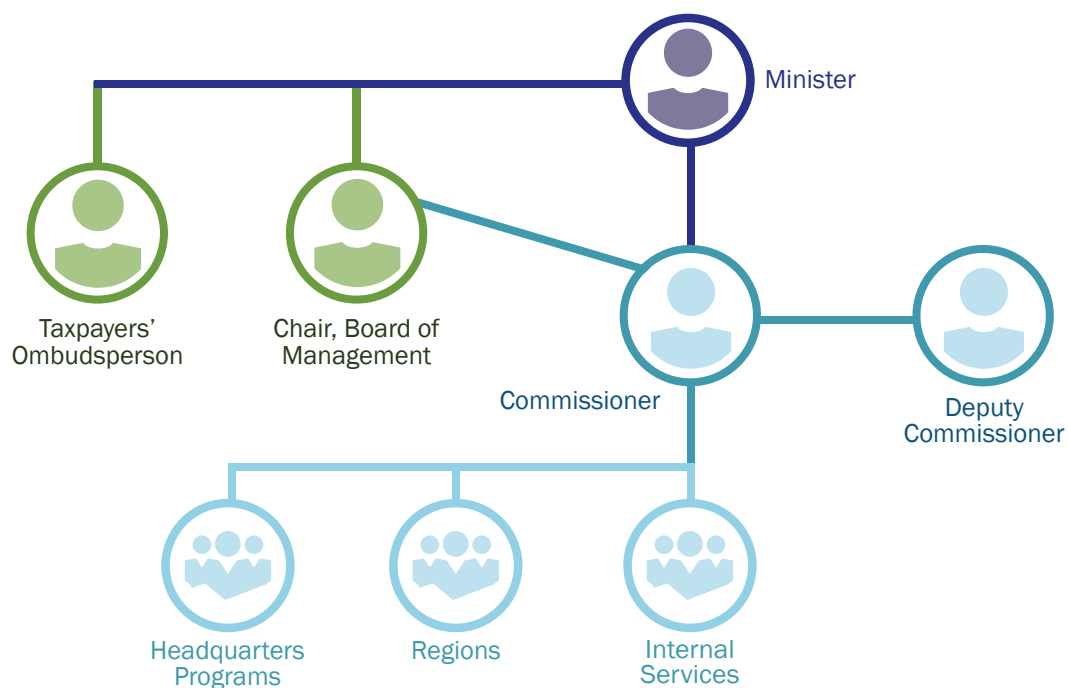 Minister
Taxpayers’
Ombudsperson
Chair, Board of
Management
Commissioner
Deputy
Commissioner
Headquarters
Programs
Regions
Internal
Services